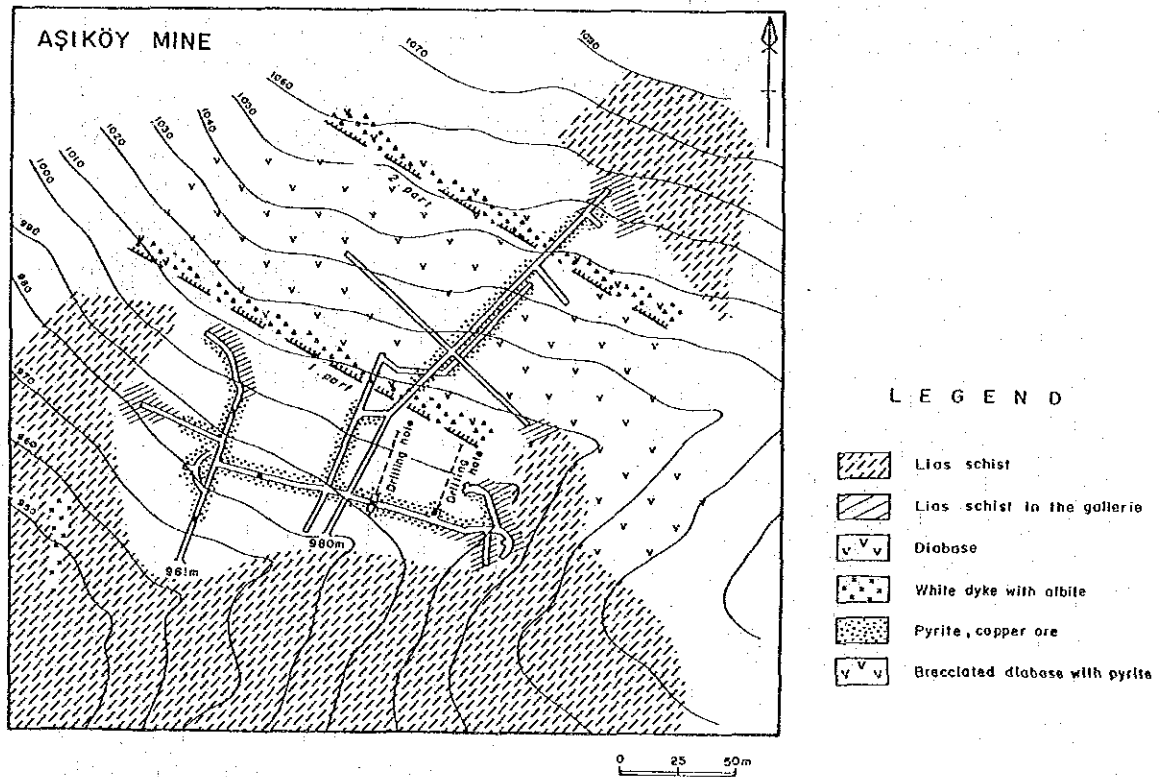 AŞIKÖY MINE
1080
1070
1060
1050
1040
1030
1020
1010
1000
990
980
970
960
950
2. part
1. part
Drilling hole
Drilling hole
980m
961m
LEGEND
Lias schist
Lias schist in the gallerie
Diabase
White dyke with albite
Pyrite, copper ore
Brecciated diabase with pyrite
0 25 50m